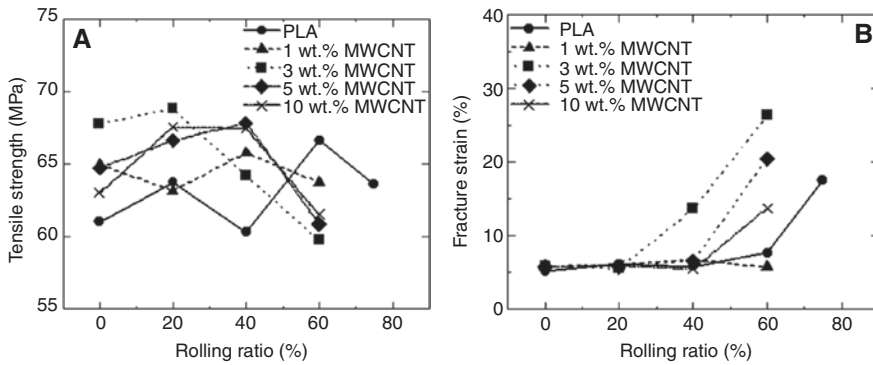 A
PLA
1 wt.% MWCNT
3 wt.% MWCNT
5 wt.% MWCNT
10 wt.% MWCNT
75
70
65
60
55
Tensile strength (MPa)
0 20 40 60 80
Rolling ratio (%)
B
PLA
1 wt.% MWCNT
3 wt.% MWCNT
5 wt.% MWCNT
10 wt.% MWCNT
40
30
20
10
0
Fracture strain (%)
0 20 40 60 80
Rolling ratio (%)